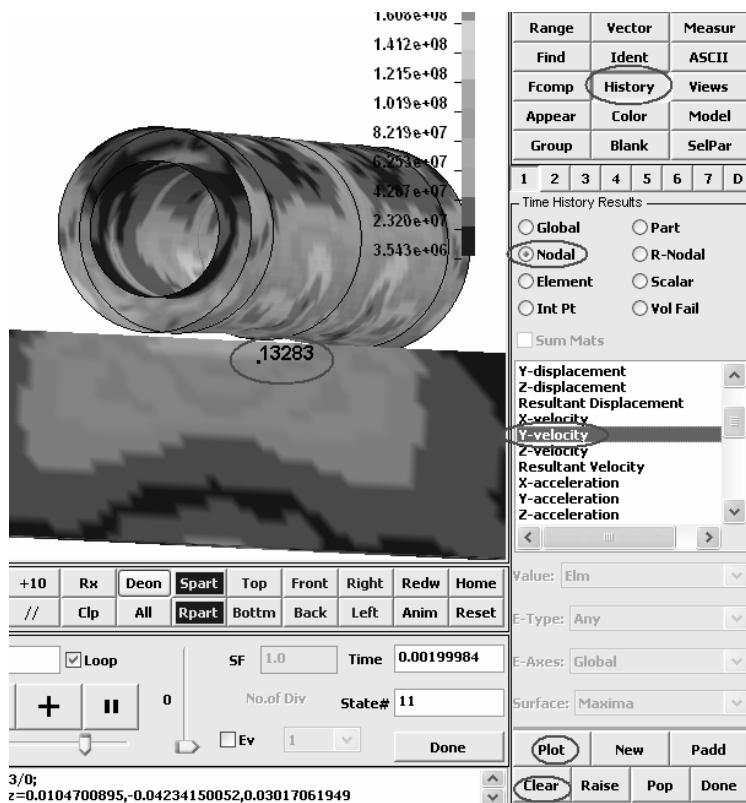 1.608e+08
1.412e+08
1.215e+08
1.019e+08
8.219e+07
6.253e+07
4.287e+07
2.320e+07
3.543e+06
13283
Range Vector Measur
Find Ident ASCII
Fcomp History Views
Appear Color Model
Group Blank SelPar
1 2 3 4 5 6 7 D
Time History Results
Global Part
Nodal R-Nodal
Element Scalar
Int Pt Vol Fail
Sum Mats
Y-displacement
Z-displacement
Resultant Displacement
X-velocity
Y-velocity
Z-velocity
Resultant Velocity
X-acceleration
Y-acceleration
Z-acceleration
Value: Elm
E-Type: Any
E-Axes: Global
Surface: Maxima
Plot New Padd
Clear Raise Pop Done
+10 Rx Deon Spart Top Front Right Redw Home
// Clp All Rpart Bottm Back Left Anim Reset
Loop 0 SF 1.0 Time 0.00199984
No.of Div State# 11
Ev 1 Done
3/0;
z=0.0104700895,-0.04234150052,0.03017061949